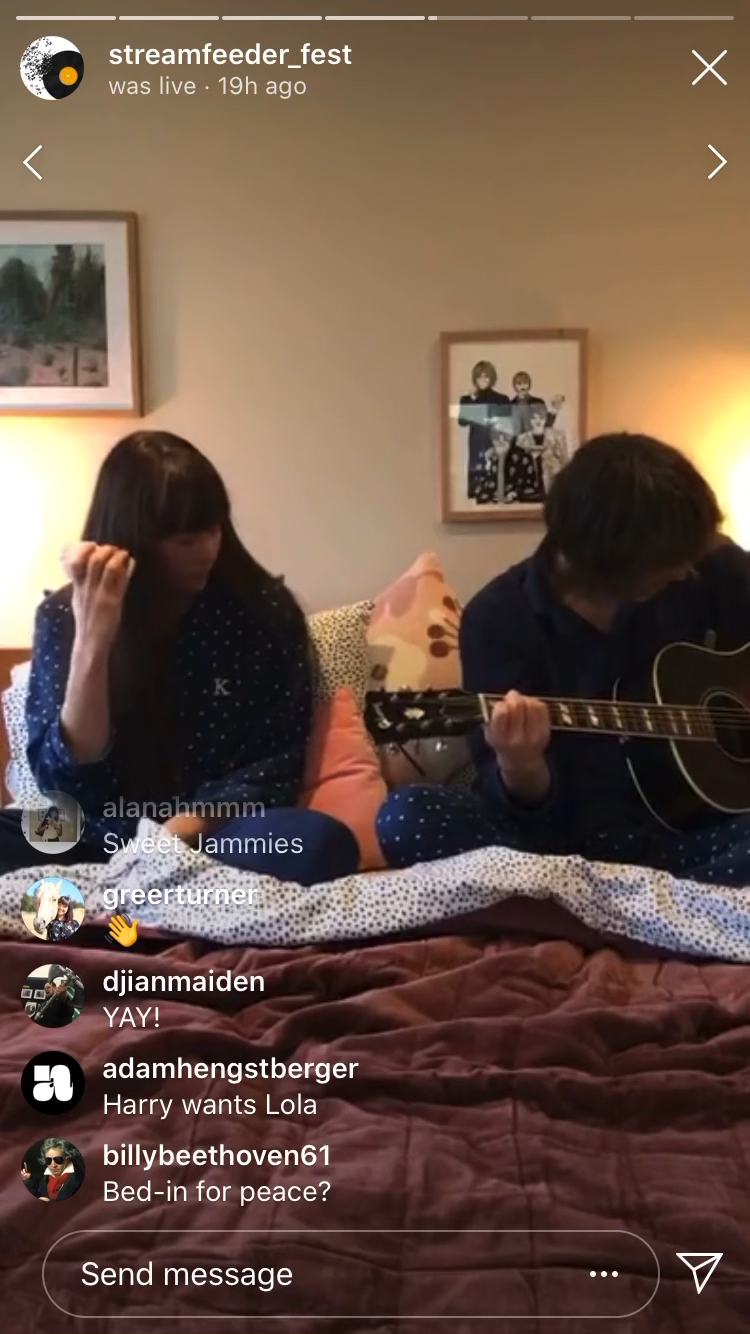 streamfeeder_fest
was live · 19h ago
K
alanahmmm
Sweet Jammies
greerturner
👋
djianmaiden
YAY!
adamhengstberger
Harry wants Lola
billybeethoven61
Bed-in for peace?
Send message